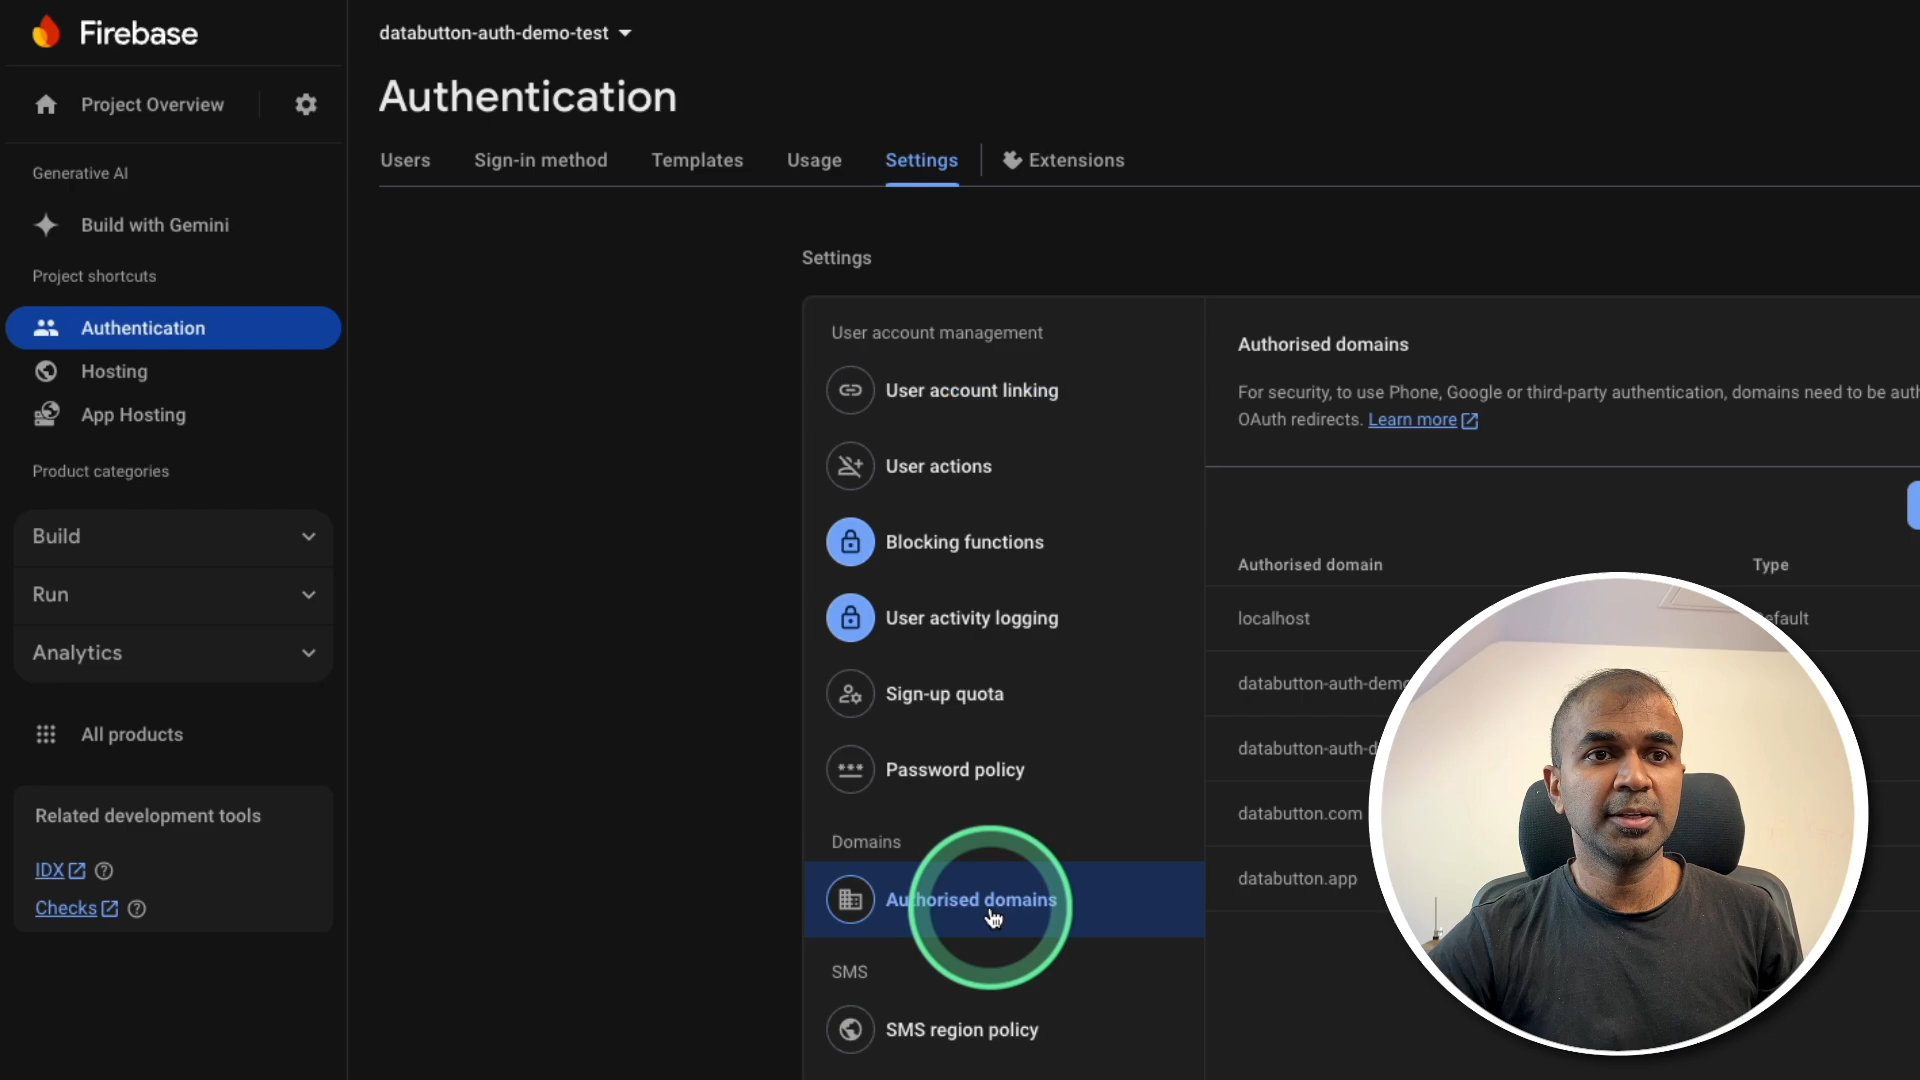 Firebase
databutton-auth-demo-test
Project Overview
Authentication
Users
Sign-in method
Templates
Usage
Settings
Extensions
Generative AI
Build with Gemini
Project shortcuts
Authentication
Hosting
App Hosting
Product categories
Build
Run
Analytics
All products
Related development tools
IDX
Checks
Settings
User account management
User account linking
User actions
Blocking functions
User activity logging
Sign-up quota
Password policy
Domains
Authorised domains
SMS
SMS region policy
Authorised domains
For security, to use Phone, Google or third-party authentication, domains need to be auth
OAuth redirects. Learn more
Authorised domain
Type
localhost
efault
databutton-auth-demo
databutton-auth-d
databutton.com
databutton.app